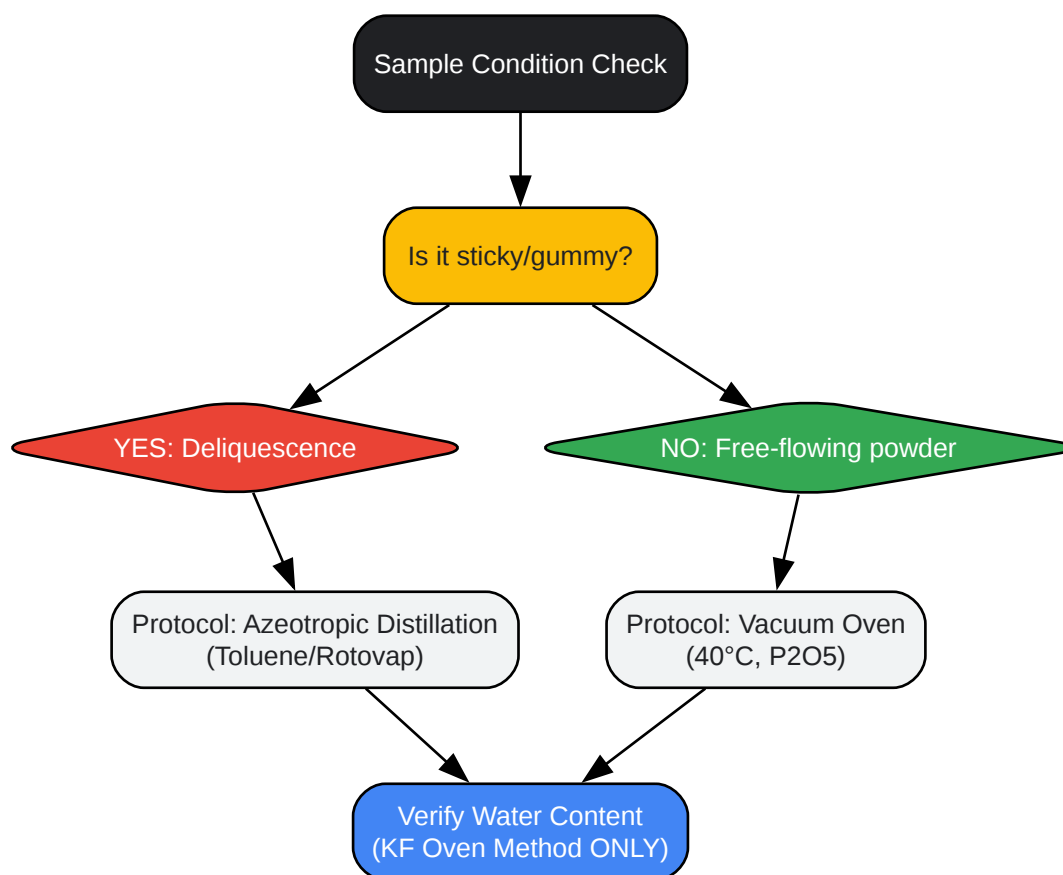 Sample Condition Check
Is it sticky/gummy?
YES: Deliquescence
NO: Free-flowing powder
Protocol: Azeotropic Distillation
(Toluene/Rotovap)
Protocol: Vacuum Oven
(40°C, P2O5)
Verify Water Content
(KF Oven Method ONLY)